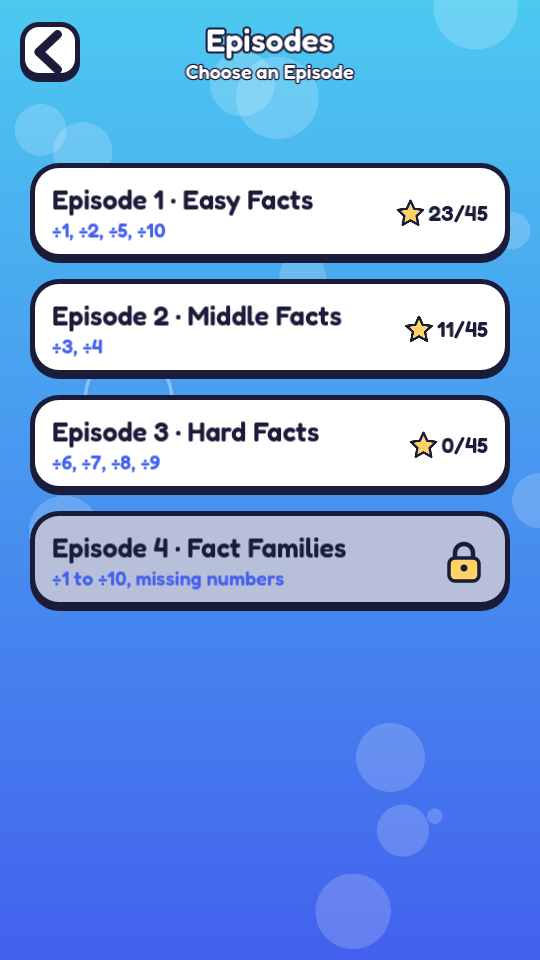 Episodes
Choose an Episode
Episode 1 · Easy Facts
÷1, ÷2, ÷5, ÷10
23/45
Episode 2 · Middle Facts
÷3, ÷4
11/45
Episode 3 · Hard Facts
÷6, ÷7, ÷8, ÷9
0/45
Episode 4 · Fact Families
÷1 to ÷10, missing numbers